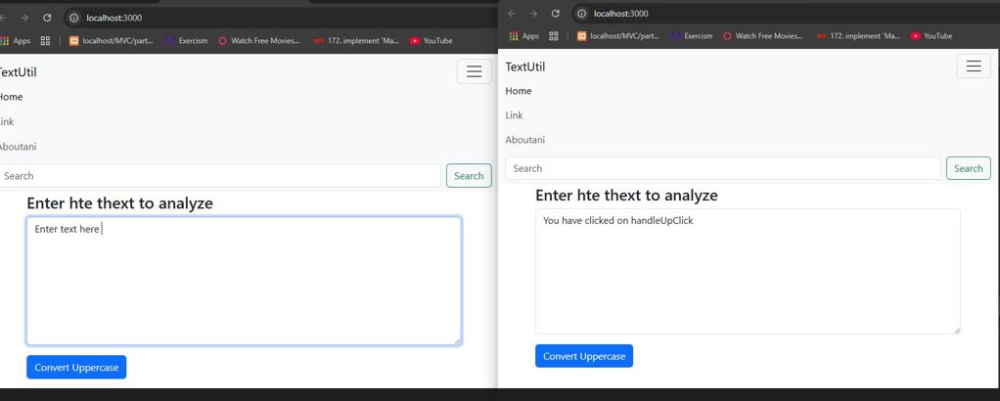 localhost:3000
Apps localhost/MVC/part... Exercism Watch Free Movies... 172. implement `Ma... YouTube
TextUtil
Home
Link
Aboutani
Search Search
Enter hte thext to analyze
Enter text here
Convert Uppercase
localhost:3000
Apps localhost/MVC/part... Exercism Watch Free Movies... 172. implement `Ma... YouTube
TextUtil
Home
Link
Aboutani
Search Search
Enter hte thext to analyze
You have clicked on handleUpClick
Convert Uppercase